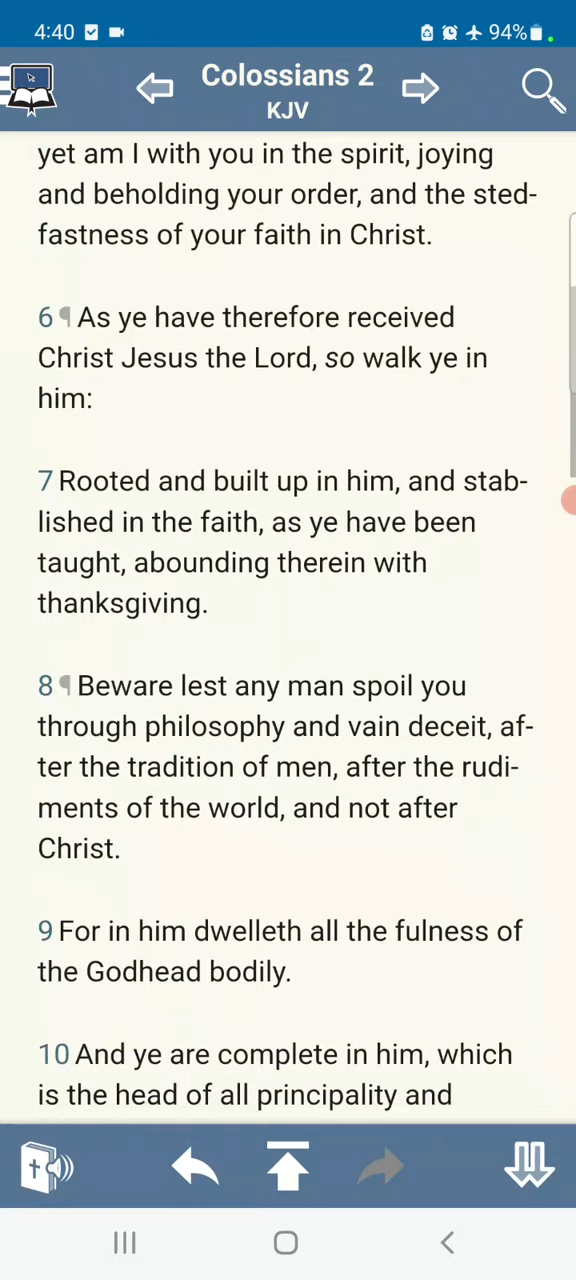 4:40
94%
Colossians 2
KJV
yet am I with you in the spirit, joying
and beholding your order, and the sted-
fastness of your faith in Christ.
6 ¶ As ye have therefore received
Christ Jesus the Lord, so walk ye in
him:
7 Rooted and built up in him, and stab-
lished in the faith, as ye have been
taught, abounding therein with
thanksgiving.
8 ¶ Beware lest any man spoil you
through philosophy and vain deceit, af-
ter the tradition of men, after the rudi-
ments of the world, and not after
Christ.
9 For in him dwelleth all the fulness of
the Godhead bodily.
10 And ye are complete in him, which
is the head of all principality and